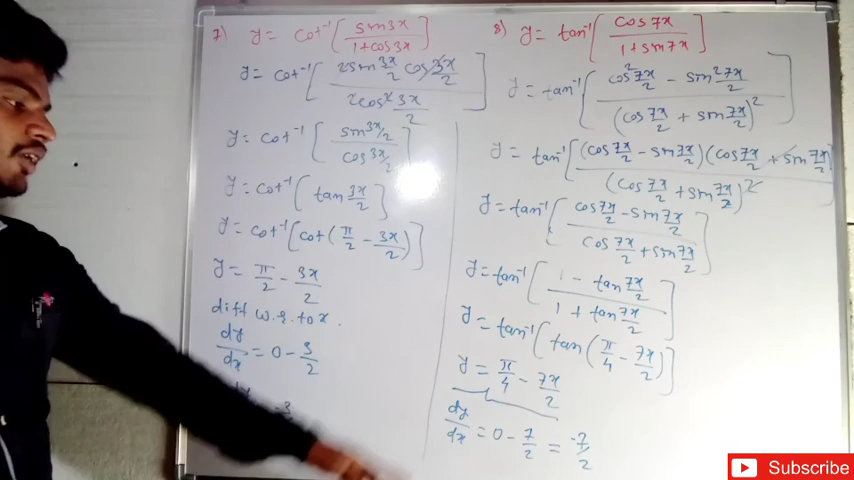 7) y = cot⁻¹[sin3x / 1+cos3x]
y = cot⁻¹[2sin 3x/2 cos 3x/2 / 2cos² 3x/2]
y = cot⁻¹[sin 3x/2 / cos 3x/2]
y = cot⁻¹[tan 3x/2]
y = cot⁻¹[cot(π/2 - 3x/2)]
y = π/2 - 3x/2
diff w.r.to x.
dy/dx = 0 - 3/2
8) y = tan⁻¹[cos7x / 1+sin7x]
y = tan⁻¹[cos² 7x/2 - sin² 7x/2 / (cos 7x/2 + sin 7x/2)²]
y = tan⁻¹[(cos 7x/2 - sin 7x/2)(cos 7x/2 + sin 7x/2) / (cos 7x/2 + sin 7x/2)²]
y = tan⁻¹[cos 7x/2 - sin 7x/2 / cos 7x/2 + sin 7x/2]
y = tan⁻¹[1 - tan 7x/2 / 1 + tan 7x/2]
y = tan⁻¹[tan(π/4 - 7x/2)]
y = π/4 - 7x/2
dy/dx = 0 - 7/2 = -7/2
Subscribe